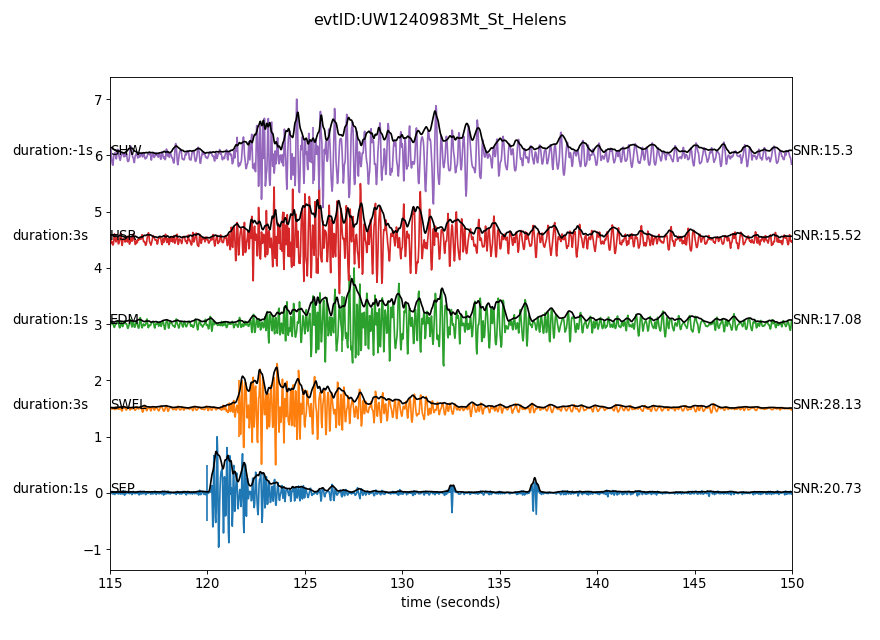 evtID:UW1240983Mt_St_Helens
7
duration:-1s SHW SNR:15.3
6
5
duration:3s HSR SNR:15.52
4
duration:1s EDM SNR:17.08
3
2
duration:3s SWFL SNR:28.13
1
duration:1s SEP SNR:20.73
0
−1
115 120 125 130 135 140 145 150
time (seconds)